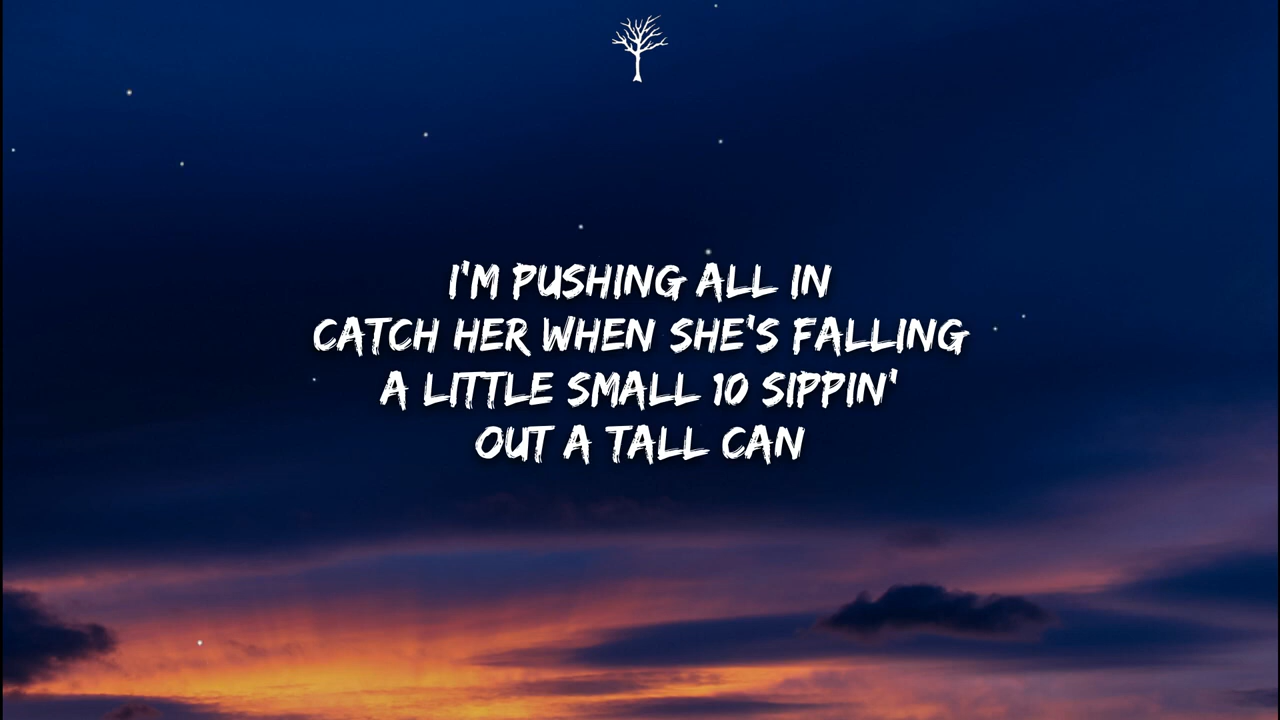 I'M PUSHING ALL IN
CATCH HER WHEN SHE'S FALLING
A LITTLE SMALL 10 SIPPIN'
OUT A TALL CAN